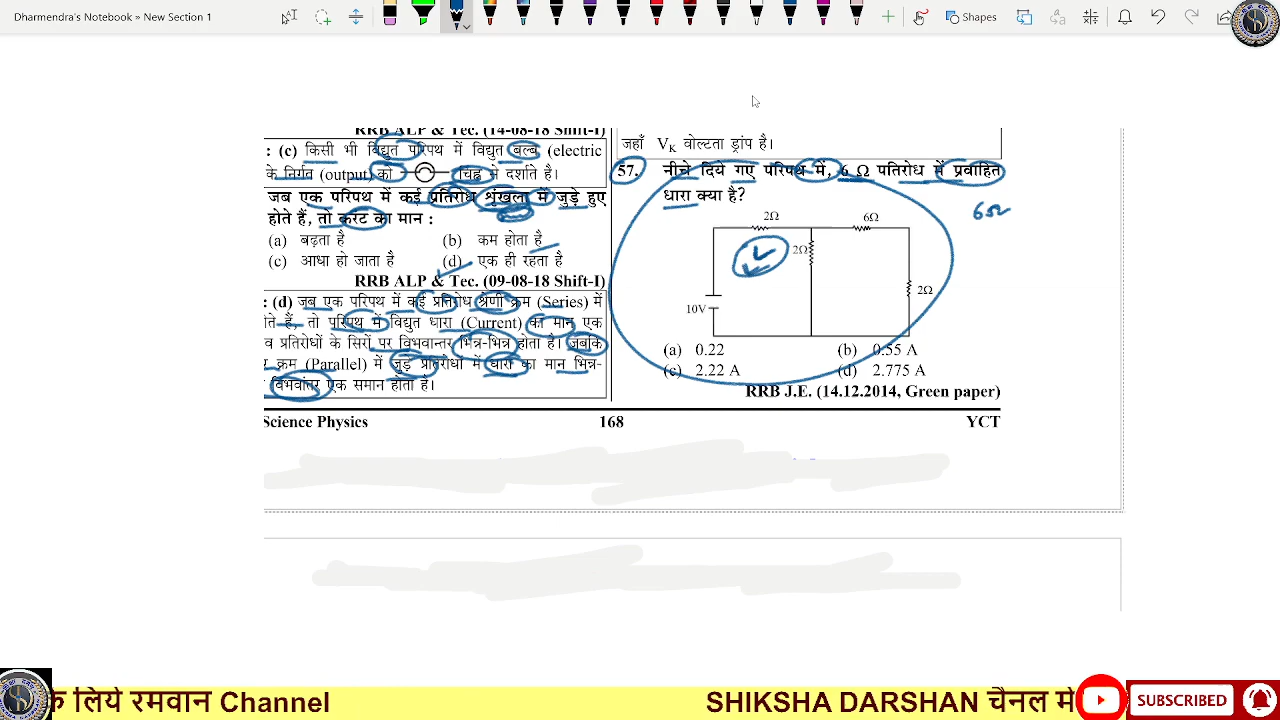 Dharmendra's Notebook » New Section 1
Shapes
RRB ALP & Tec. (14-08-18 Shift-I)
: (c) किसी भी विद्युत परिपथ में विद्युत बल्ब (electric
के निर्गत (output) को चिह्न से दर्शाते है।
जब एक परिपथ में कई प्रतिरोध श्रृंखला में जुड़े हुए
होते हैं, तो करंट का मान :
(a) बढ़ता है (b) कम होता है
(c) आधा हो जाता है (d) एक ही रहता है
RRB ALP & Tec. (09-08-18 Shift-I)
: (d) जब एक परिपथ में कई प्रतिरोध श्रेणी क्रम (Series) में
हैं, तो परिपथ में विद्युत धारा (Current) का मान एक
व प्रतिरोधों के सिरों पर विभवान्तर भिन्न-भिन्न होता है। जबकि
क्रम (Parallel) में जुड़े प्रतिरोधों में धारा का मान भिन्न-
विभवांतर एक समान होता है।
Science Physics 168 YCT
जहाँ VK वोल्टता ड्रांप है।
57. नीचे दिये गए परिपथ में, 6 Ω पतिरोध में प्रवाहित
धारा क्या है?
6Ω
2Ω 6Ω
2Ω
2Ω
10V
(a) 0.22 (b) 0.55 A
(c) 2.22 A (d) 2.775 A
RRB J.E. (14.12.2014, Green paper)
के लिये रमवान Channel
SHIKSHA DARSHAN चैनल में
SUBSCRIBED